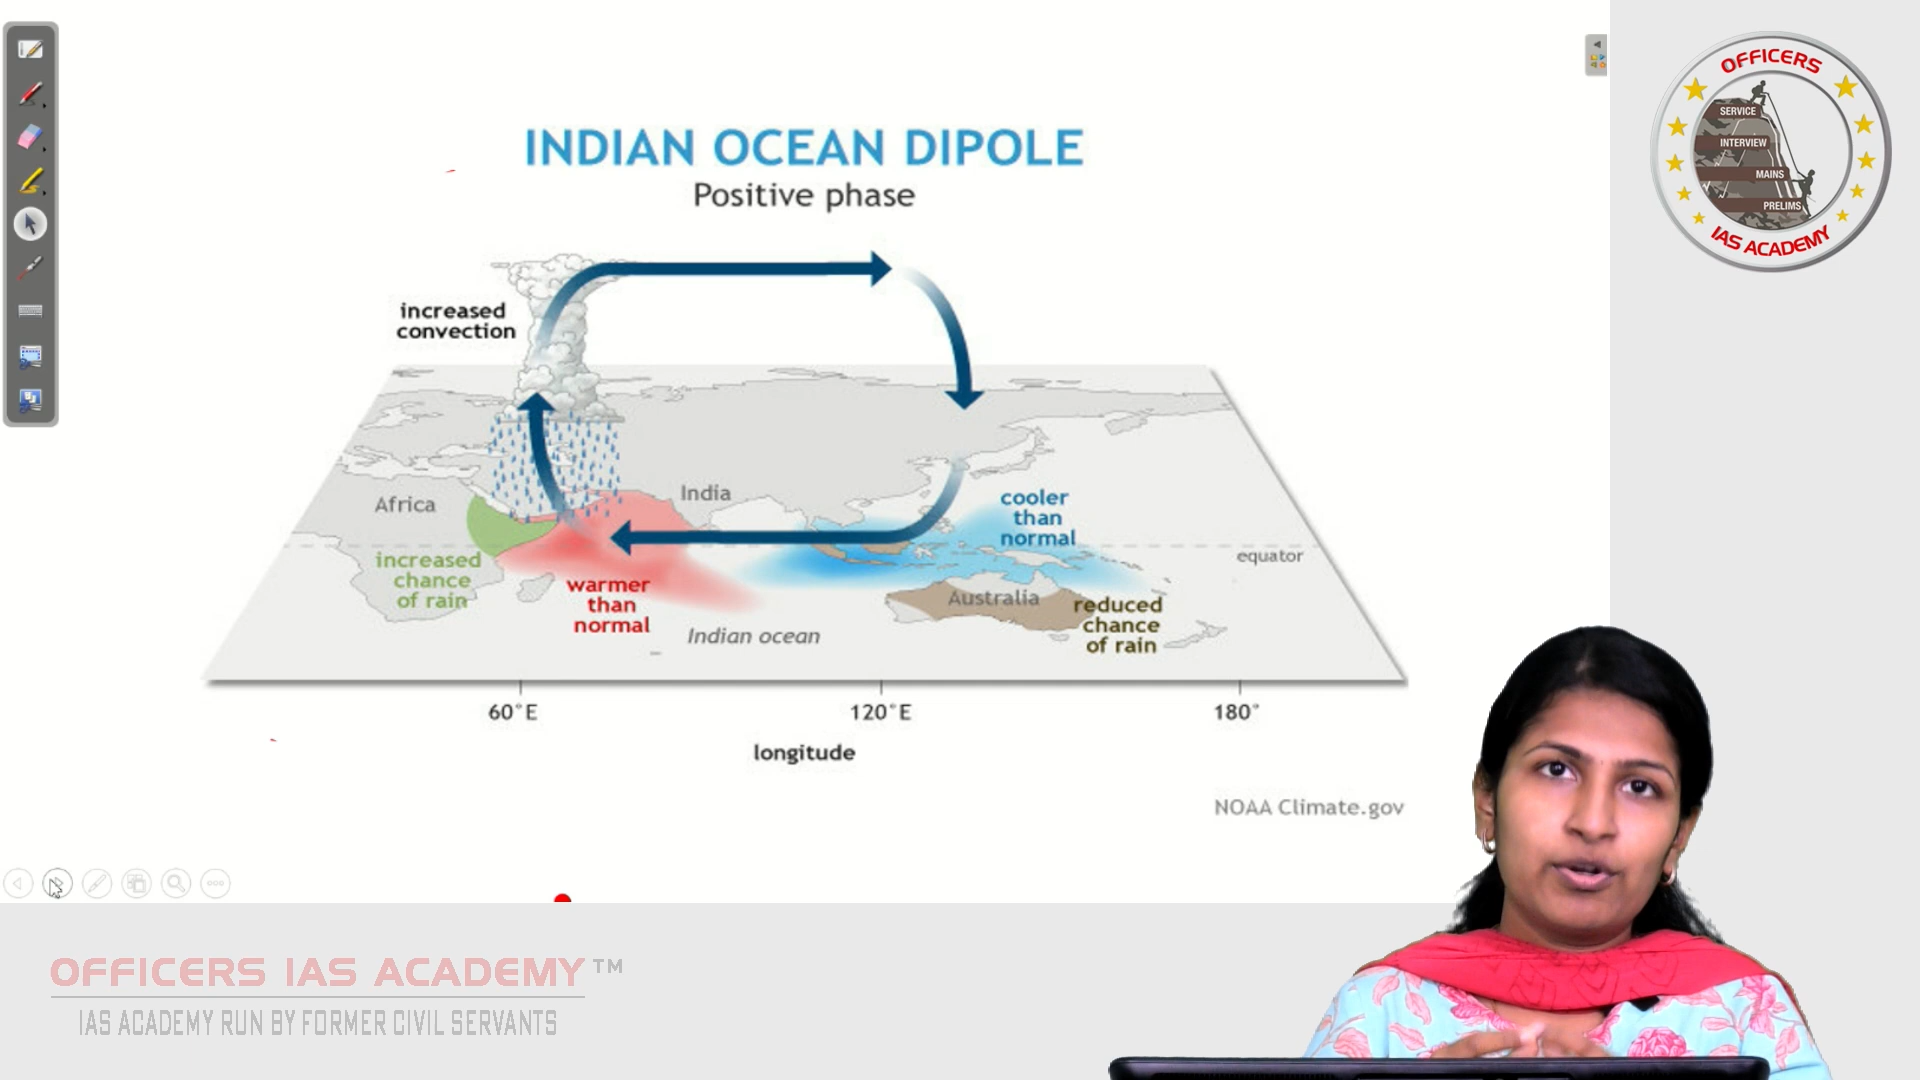 INDIAN OCEAN DIPOLE
Positive phase
increased
convection
Africa
India
cooler
than
normal
equator
increased
chance
of rain
warmer
than
normal
Indian ocean
Australia
reduced
chance
of rain
60°E
120°E
180°
longitude
NOAA Climate.gov
OFFICERS
SERVICE
INTERVIEW
MAINS
PRELIMS
IAS ACADEMY
OFFICERS IAS ACADEMY™
IAS ACADEMY RUN BY FORMER CIVIL SERVANTS